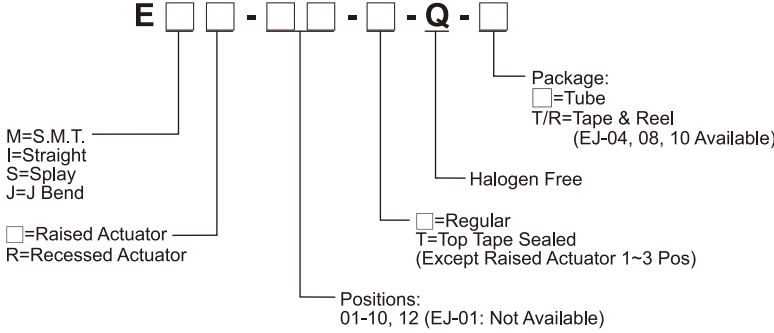 E□□-□□-□-Q-□
Package:
□=Tube
T/R=Tape & Reel
(EJ-04, 08, 10 Available)
M=S.M.T.
I=Straight
S=Splay
J=J Bend
Halogen Free
□=Raised Actuator
R=Recessed Actuator
□=Regular
T=Top Tape Sealed
(Except Raised Actuator 1~3 Pos)
Positions:
01-10, 12 (EJ-01: Not Available)